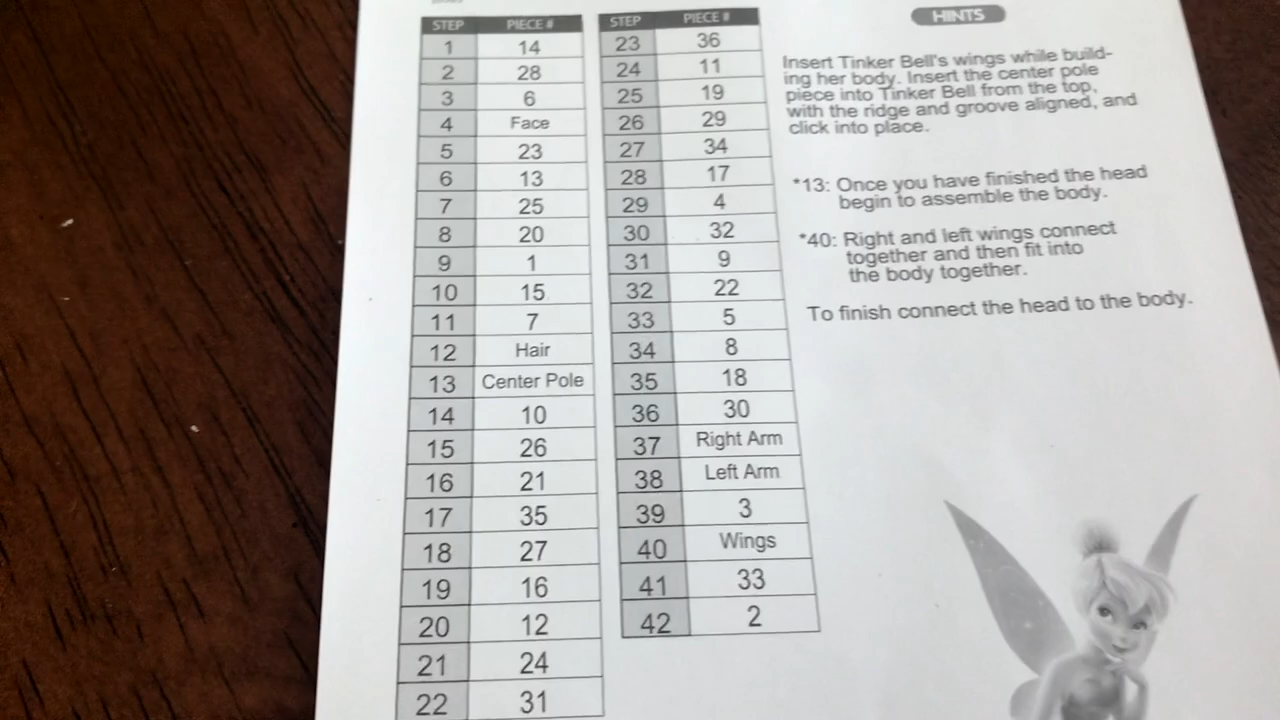 STEP PIECE #
1 14
2 28
3 6
4 Face
5 23
6 13
7 25
8 20
9 1
10 15
11 7
12 Hair
13 Center Pole
14 10
15 26
16 21
17 35
18 27
19 16
20 12
21 24
22 31
STEP PIECE #
23 36
24 11
25 19
26 29
27 34
28 17
29 4
30 32
31 9
32 22
33 5
34 8
35 18
36 30
37 Right Arm
38 Left Arm
39 3
40 Wings
41 33
42 2
HINTS
Insert Tinker Bell's wings while build-
ing her body. Insert the center pole
piece into Tinker Bell from the top,
with the ridge and groove aligned, and
click into place.
*13: Once you have finished the head
begin to assemble the body.
*40: Right and left wings connect
together and then fit into
the body together.
To finish connect the head to the body.